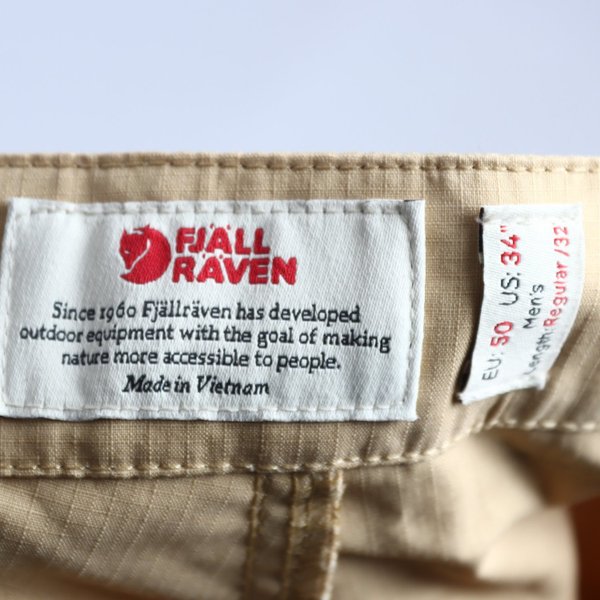 FJÄLL
RÄVEN
Since 1960 Fjällräven has developed
outdoor equipment with the goal of making
nature more accessible to people.
Made in Vietnam
EU: 50 US: 34"
Men's
Length: Regular /32"